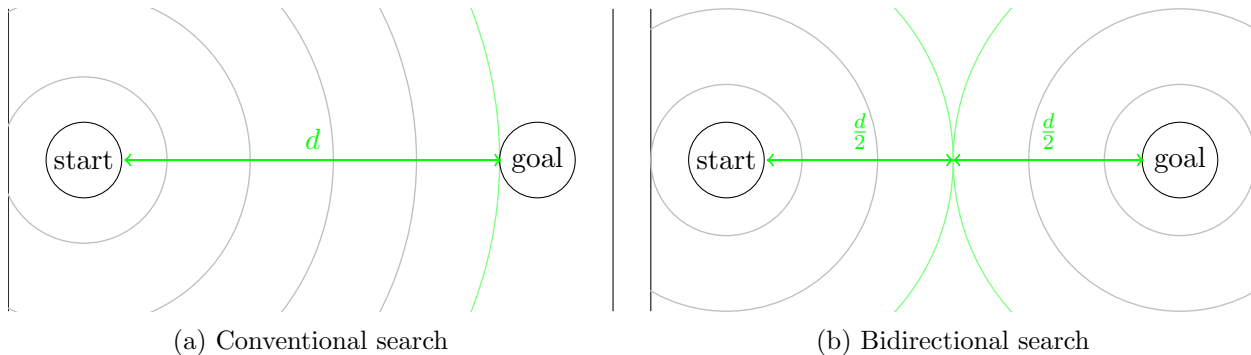 start
d
goal
(a) Conventional search
start
d/2
d/2
goal
(b) Bidirectional search